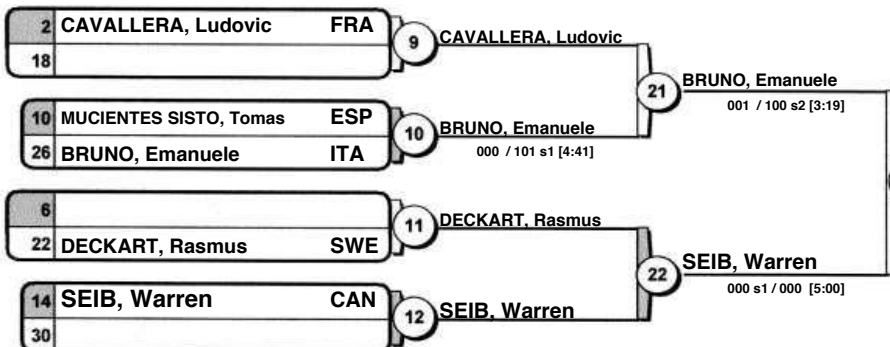 2 CAVALLERA, Ludovic FRA
18
9 CAVALLERA, Ludovic
10 MUCIENTES SISTO, Tomas ESP
26 BRUNO, Emanuele ITA
10 BRUNO, Emanuele
000 / 101 s1 [4:41]
21 BRUNO, Emanuele
001 / 100 s2 [3:19]
6
22 DECKART, Rasmus SWE
11 DECKART, Rasmus
14 SEIB, Warren CAN
30
12 SEIB, Warren
22 SEIB, Warren
000 s1 / 000 [5:00]